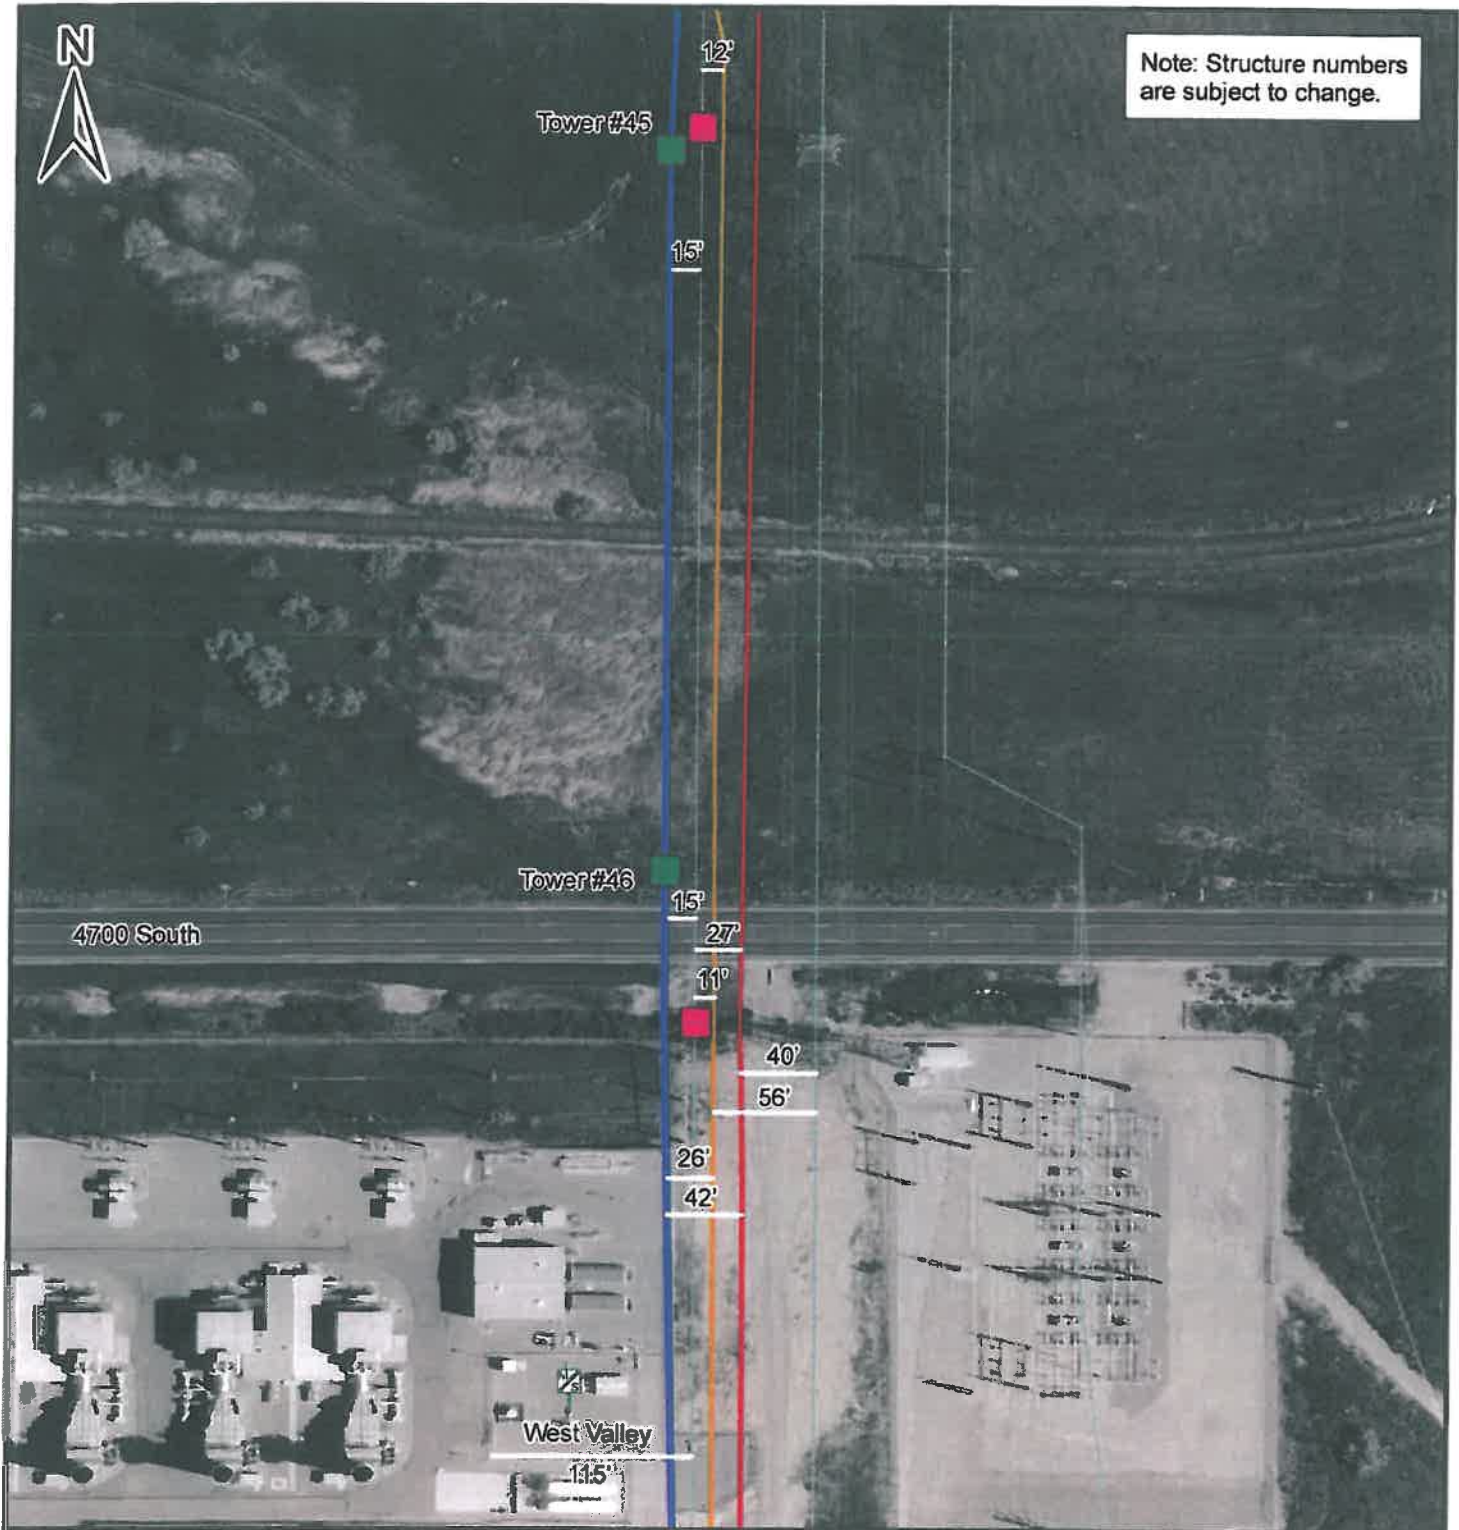 N
12'
Note: Structure numbers
are subject to change.
Tower #45
15'
Tower #46
15'
4700 South
27'
11'
40'
56'
26'
42'
West Valley
115'